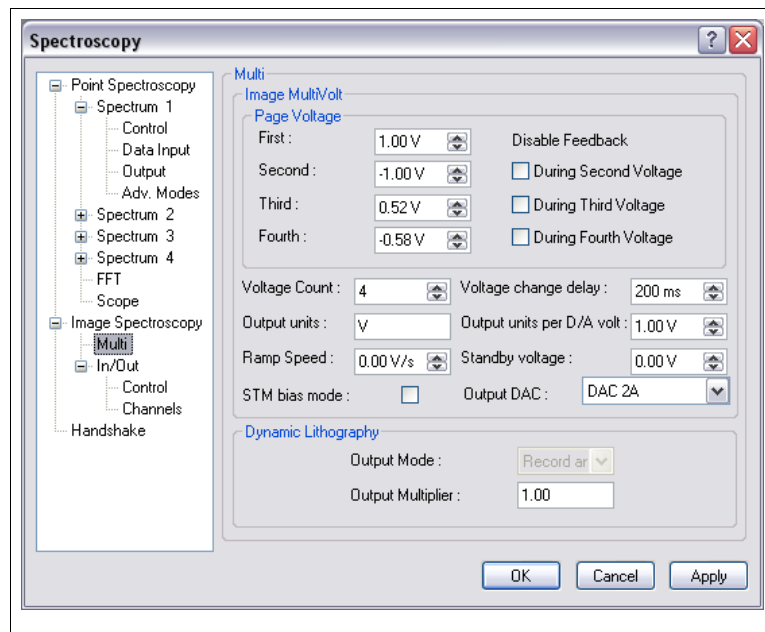 Spectroscopy
Point Spectroscopy
Spectrum 1
Control
Data Input
Output
Adv. Modes
Spectrum 2
Spectrum 3
Spectrum 4
FFT
Scope
Image Spectroscopy
Multi
In/Out
Control
Channels
Handshake
Multi
Image MultiVolt
Page Voltage
First : 1.00 V Disable Feedback
Second : -1.00 V During Second Voltage
Third : 0.52 V During Third Voltage
Fourth : -0.58 V During Fourth Voltage
Voltage Count : 4 Voltage change delay : 200 ms
Output units : V Output units per D/A volt : 1.00 V
Ramp Speed : 0.00 V/s Standby voltage : 0.00 V
STM bias mode : Output DAC : DAC 2A
Dynamic Lithography
Output Mode : Record ar
Output Multiplier : 1.00
OK Cancel Apply